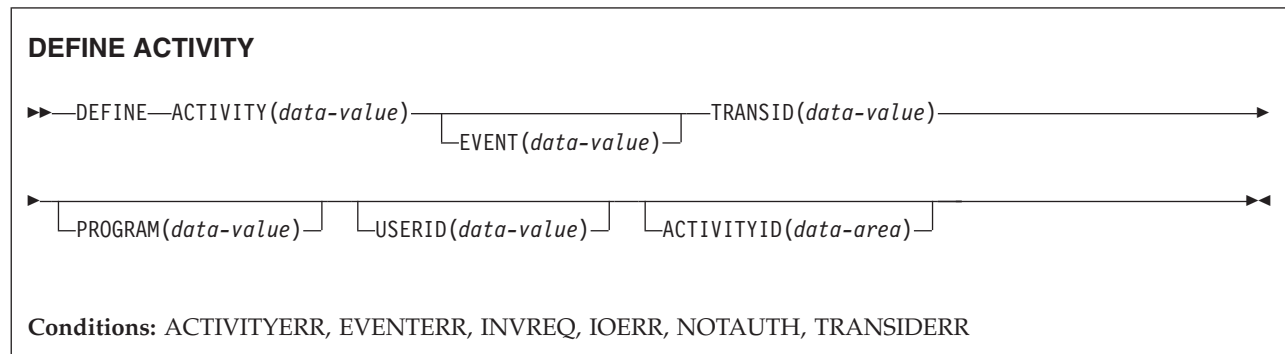 DEFINE ACTIVITY
DEFINE ACTIVITY(data-value) TRANSID(data-value)
EVENT(data-value)
PROGRAM(data-value) USERID(data-value) ACTIVITYID(data-area)
Conditions: ACTIVITYERR, EVENTERR, INVREQ, IOERR, NOTAUTH, TRANSIDERR